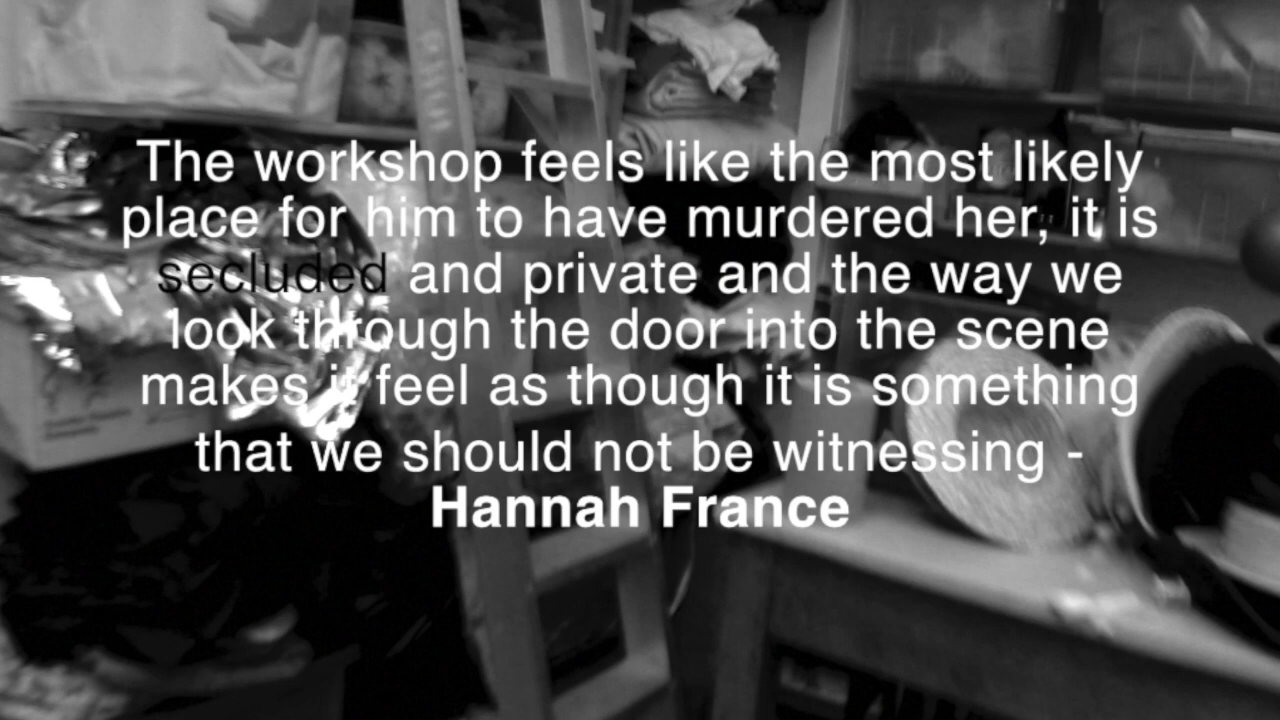 The workshop feels like the most likely
place for him to have murdered her, it is
secluded and private and the way we
look through the door into the scene
makes it feel as though it is something
that we should not be witnessing -
Hannah France